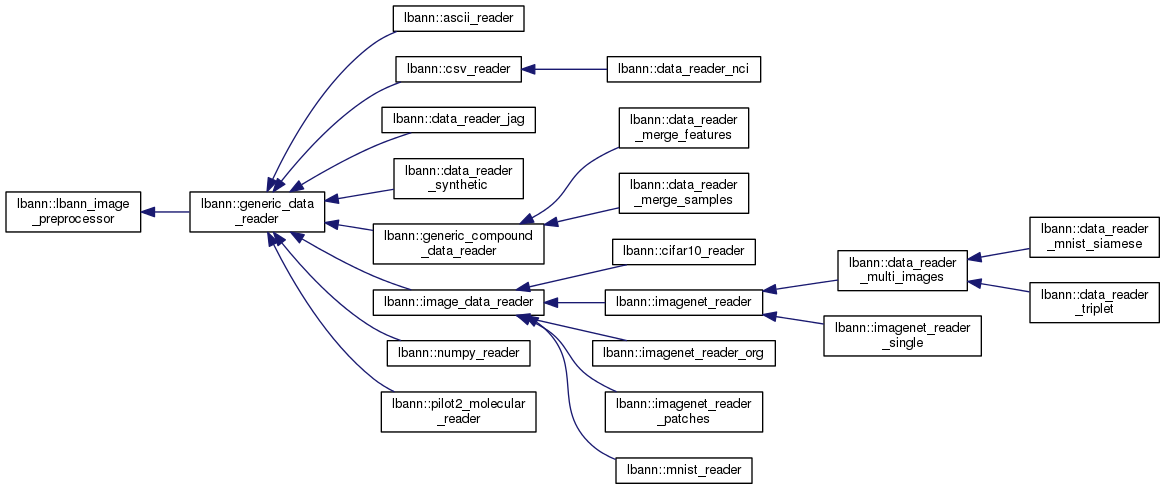 lbann::ascii_reader
lbann::csv_reader
lbann::data_reader_nci
lbann::data_reader_jag
lbann::data_reader
_merge_features
lbann::data_reader
_synthetic
lbann::data_reader
_merge_samples
lbann::lbann_image
_preprocessor
lbann::generic_data
_reader
lbann::generic_compound
_data_reader
lbann::cifar10_reader
lbann::data_reader
_mnist_siamese
lbann::data_reader
_multi_images
lbann::image_data_reader
lbann::imagenet_reader
lbann::data_reader
_triplet
lbann::imagenet_reader
_single
lbann::numpy_reader
lbann::imagenet_reader_org
lbann::pilot2_molecular
_reader
lbann::imagenet_reader
_patches
lbann::mnist_reader